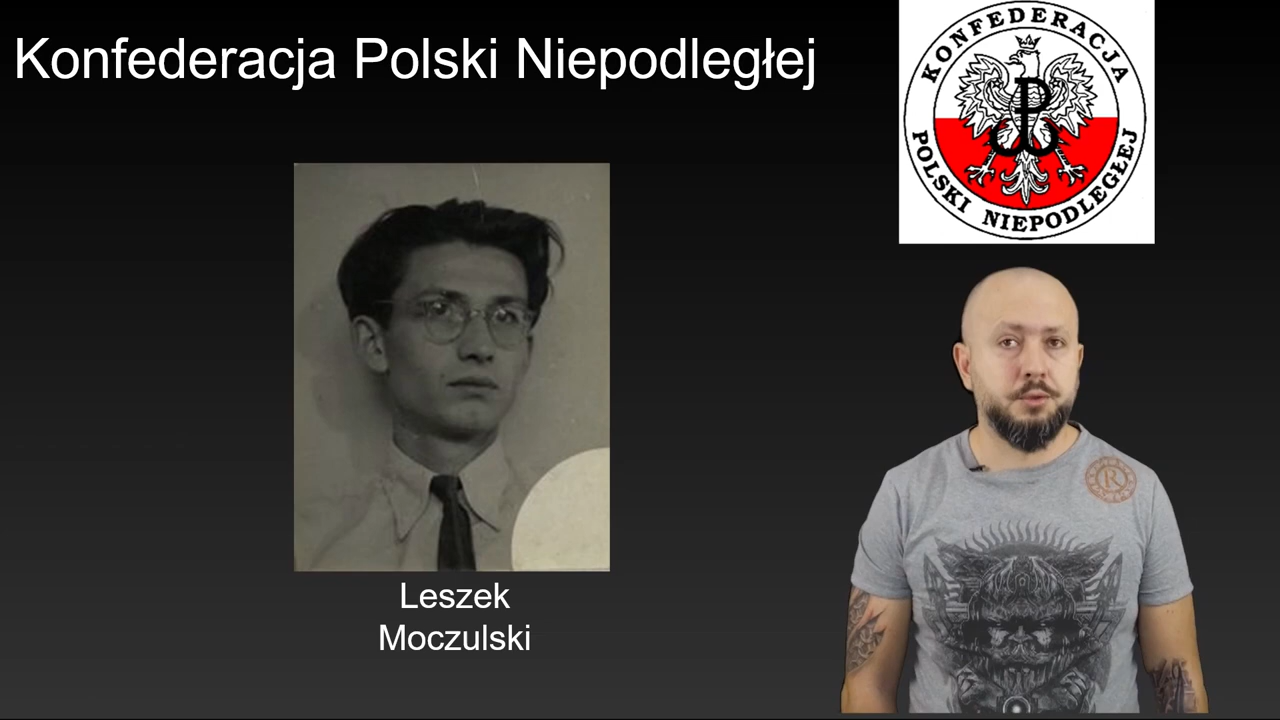 Konfederacja Polski Niepodległej
KONFEDERACJA
POLSKI NIEPODLEGŁEJ
Leszek
Moczulski
R